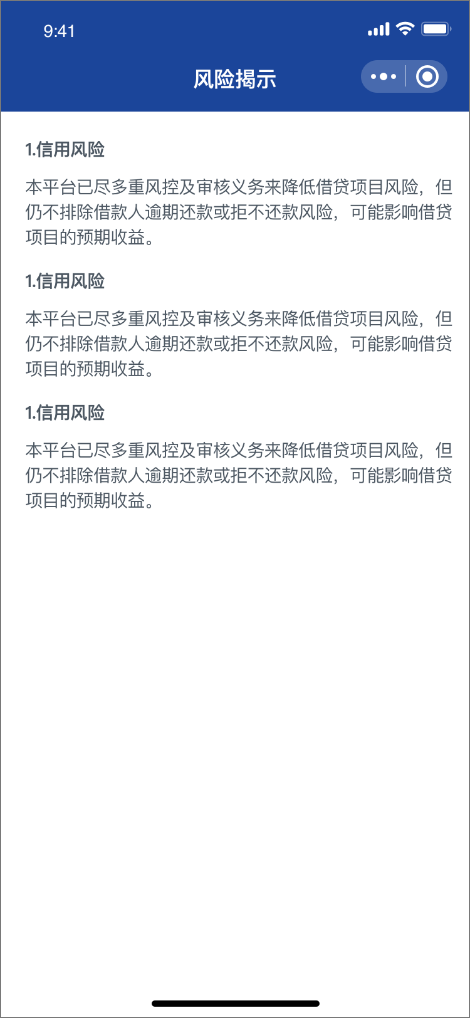 9:41
风险揭示
1.信用风险
本平台已尽多重风控及审核义务来降低借贷项目风险，但
仍不排除借款人逾期还款或拒不还款风险，可能影响借贷
项目的预期收益。
1.信用风险
本平台已尽多重风控及审核义务来降低借贷项目风险，但
仍不排除借款人逾期还款或拒不还款风险，可能影响借贷
项目的预期收益。
1.信用风险
本平台已尽多重风控及审核义务来降低借贷项目风险，但
仍不排除借款人逾期还款或拒不还款风险，可能影响借贷
项目的预期收益。